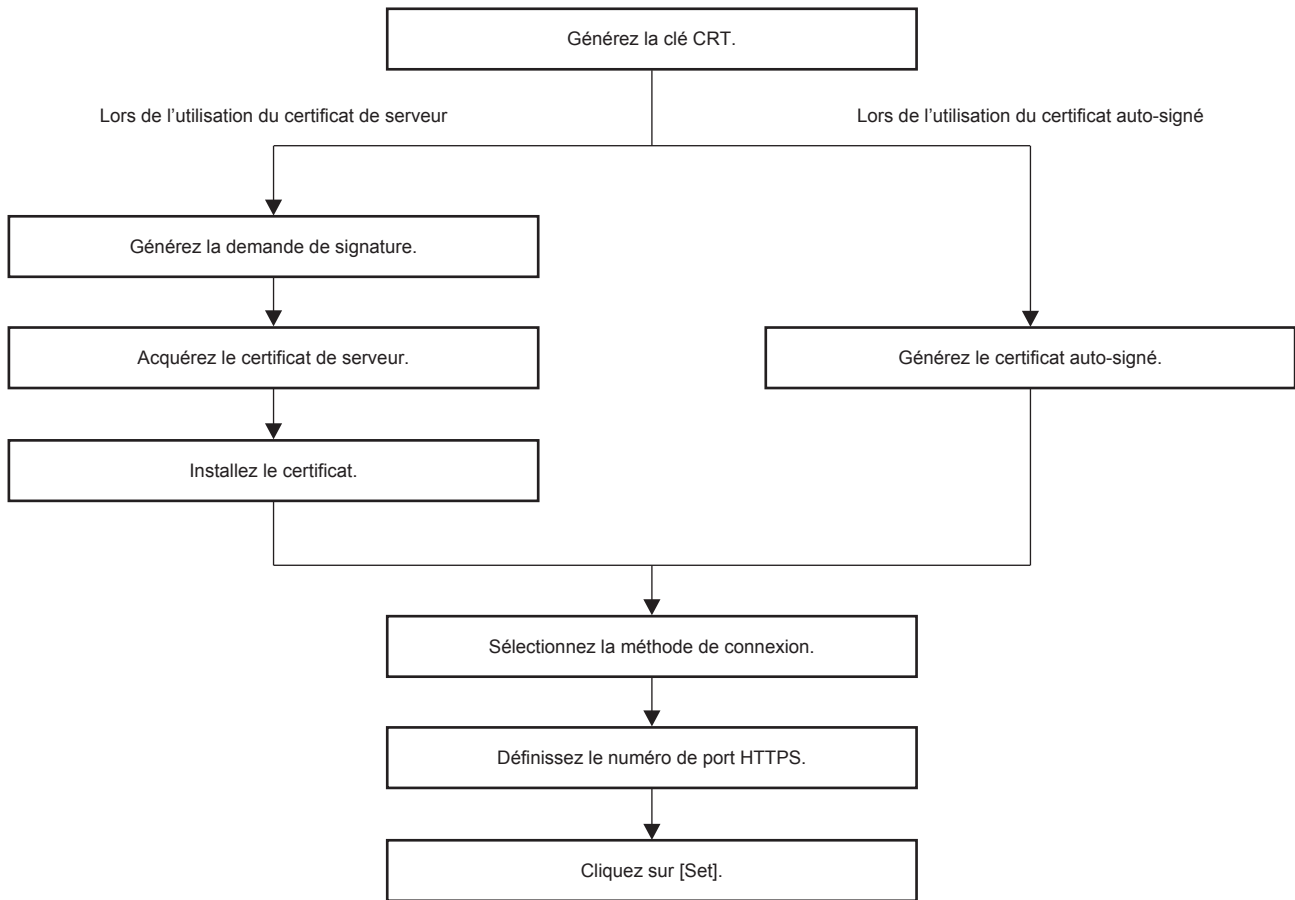 Générez la clé CRT.
Lors de l’utilisation du certificat de serveur
Lors de l’utilisation du certificat auto-signé
Générez la demande de signature.
Acquérez le certificat de serveur.
Générez le certificat auto-signé.
Installez le certificat.
Sélectionnez la méthode de connexion.
Définissez le numéro de port HTTPS.
Cliquez sur [Set].